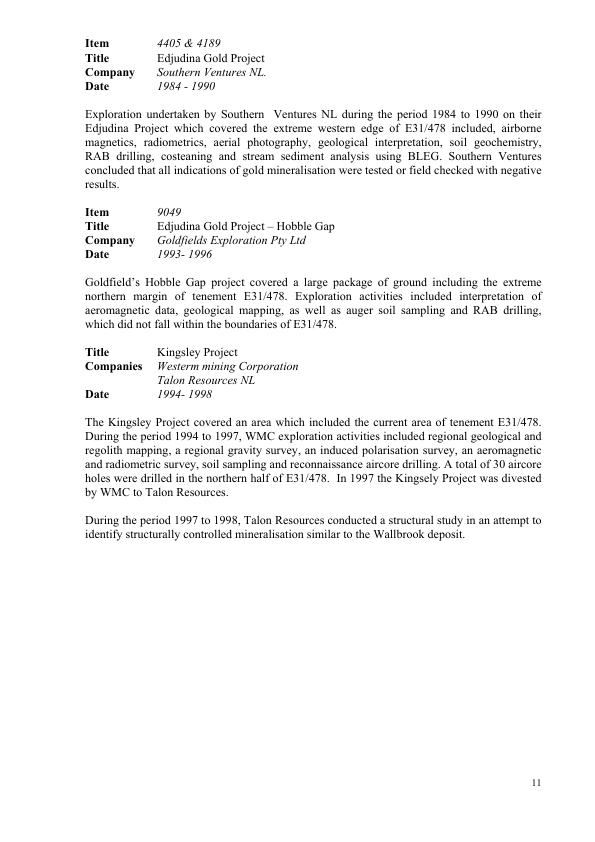 Item 4405 & 4189
Title Edjudina Gold Project
Company Southern Ventures NL.
Date 1984 - 1990
Exploration undertaken by Southern Ventures NL during the period 1984 to 1990 on their
Edjudina Project which covered the extreme western edge of E31/478 included, airborne
magnetics, radiometrics, aerial photography, geological interpretation, soil geochemistry,
RAB drilling, costeaning and stream sediment analysis using BLEG. Southern Ventures
concluded that all indications of gold mineralisation were tested or field checked with negative
results.
Item 9049
Title Edjudina Gold Project – Hobble Gap
Company Goldfields Exploration Pty Ltd
Date 1993- 1996
Goldfield's Hobble Gap project covered a large package of ground including the extreme
northern margin of tenement E31/478. Exploration activities included interpretation of
aeromagnetic data, geological mapping, as well as auger soil sampling and RAB drilling,
which did not fall within the boundaries of E31/478.
Title Kingsley Project
Companies Westerm mining Corporation
Talon Resources NL
Date 1994- 1998
The Kingsley Project covered an area which included the current area of tenement E31/478.
During the period 1994 to 1997, WMC exploration activities included regional geological and
regolith mapping, a regional gravity survey, an induced polarisation survey, an aeromagnetic
and radiometric survey, soil sampling and reconnaissance aircore drilling. A total of 30 aircore
holes were drilled in the northern half of E31/478. In 1997 the Kingsely Project was divested
by WMC to Talon Resources.
During the period 1997 to 1998, Talon Resources conducted a structural study in an attempt to
identify structurally controlled mineralisation similar to the Wallbrook deposit.
11